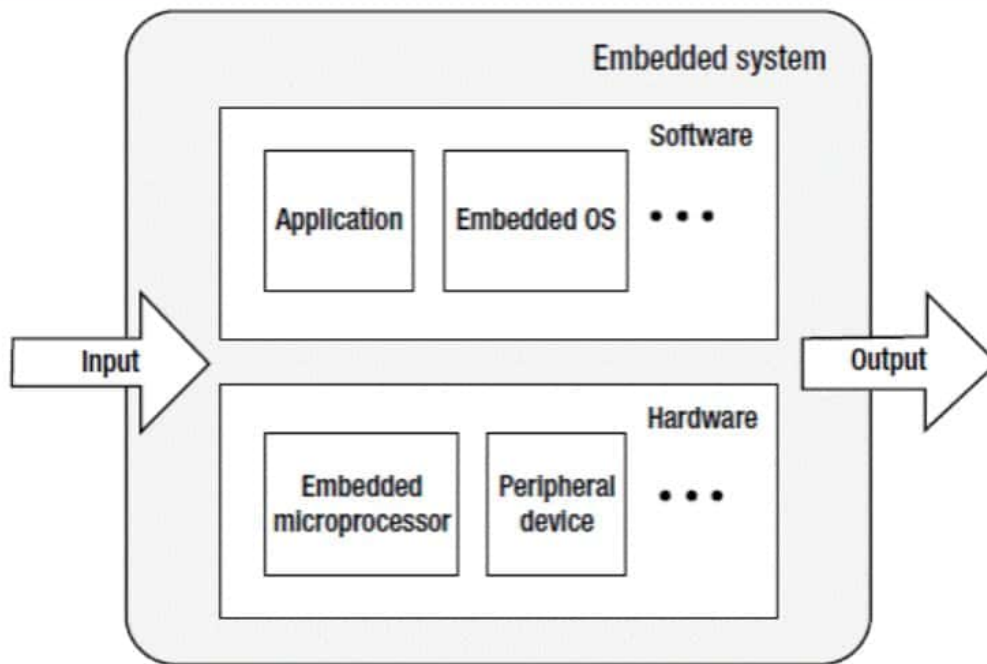 Embedded system
Software
Application
Embedded OS
Input
Output
Hardware
Embedded
microprocessor
Peripheral
device